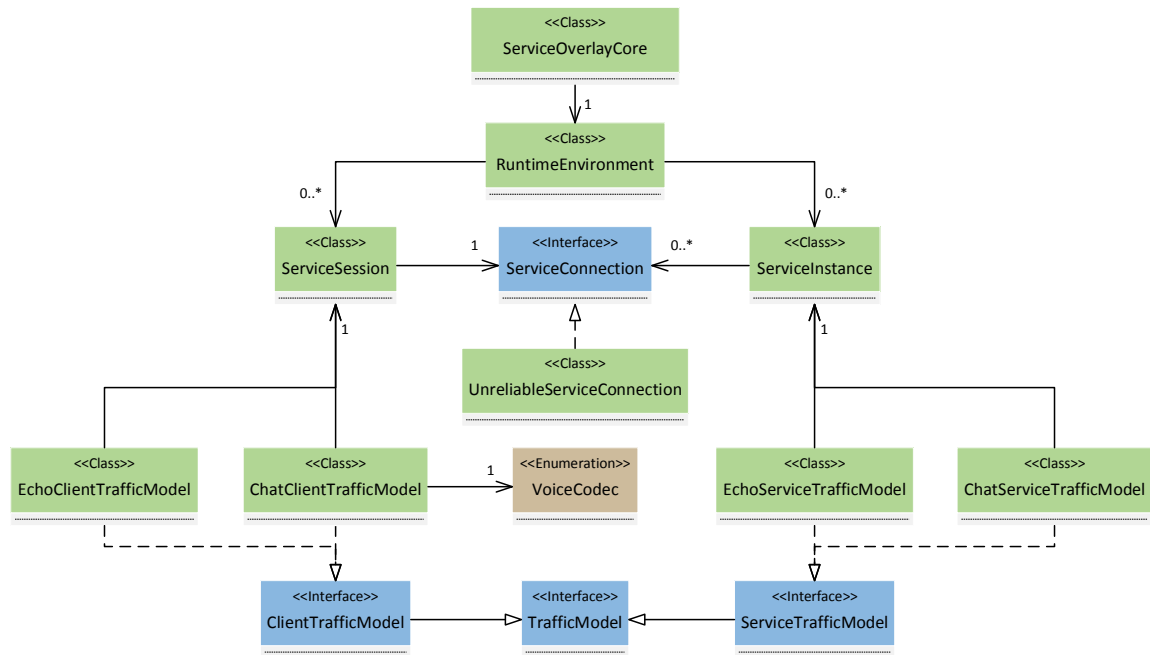 <<Class>>
ServiceOverlayCore
1
<<Class>>
RuntimeEnvironment
0..*
0..*
<<Class>>
ServiceSession
1
<<Interface>>
ServiceConnection
0..*
<<Class>>
ServiceInstance
1
1
<<Class>>
UnreliableServiceConnection
<<Class>>
EchoClientTrafficModel
<<Class>>
ChatClientTrafficModel
1
<<Enumeration>>
VoiceCodec
<<Class>>
EchoServiceTrafficModel
<<Class>>
ChatServiceTrafficModel
<<Interface>>
ClientTrafficModel
<<Interface>>
TrafficModel
<<Interface>>
ServiceTrafficModel